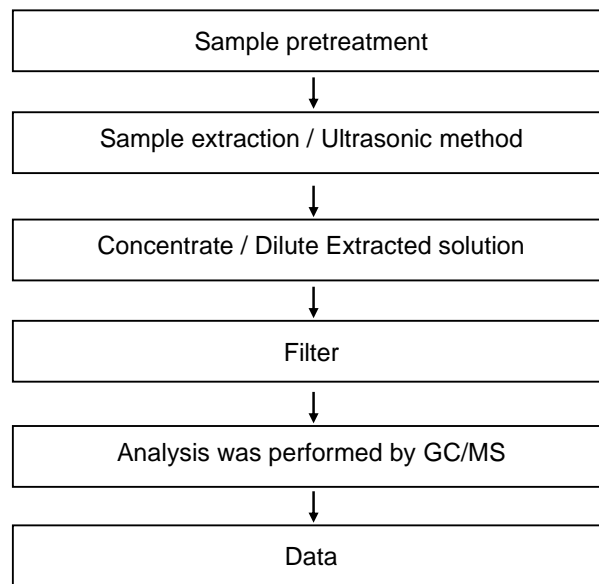 Sample pretreatment
Sample extraction / Ultrasonic method
Concentrate / Dilute Extracted solution
Filter
Analysis was performed by GC/MS
Data